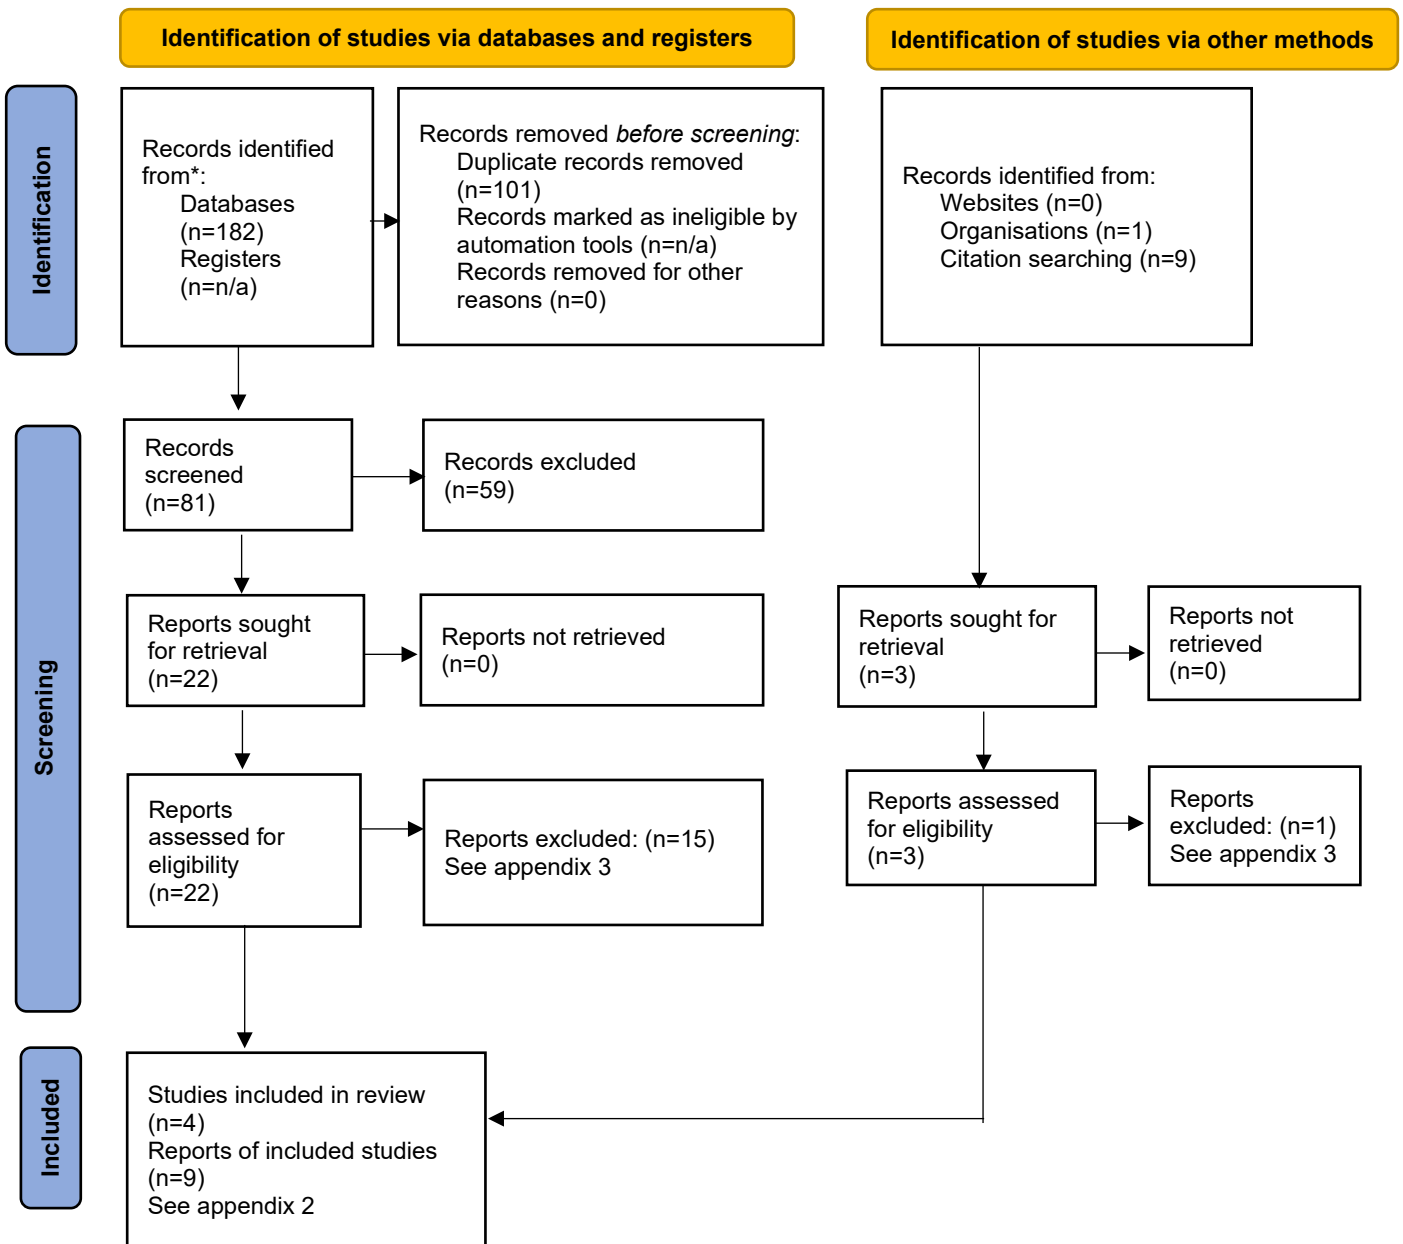 Identification of studies via databases and registers
Identification of studies via other methods
Identification
Records identified
from*:
Databases
(n=182)
Registers
(n=n/a)
Records removed before screening:
Duplicate records removed
(n=101)
Records marked as ineligible by
automation tools (n=n/a)
Records removed for other
reasons (n=0)
Records identified from:
Websites (n=0)
Organisations (n=1)
Citation searching (n=9)
Screening
Records
screened
(n=81)
Records excluded
(n=59)
Reports sought
for retrieval
(n=22)
Reports not retrieved
(n=0)
Reports sought for
retrieval
(n=3)
Reports not
retrieved
(n=0)
Reports
assessed for
eligibility
(n=22)
Reports excluded: (n=15)
See appendix 3
Reports assessed
for eligibility
(n=3)
Reports
excluded: (n=1)
See appendix 3
Included
Studies included in review
(n=4)
Reports of included studies
(n=9)
See appendix 2